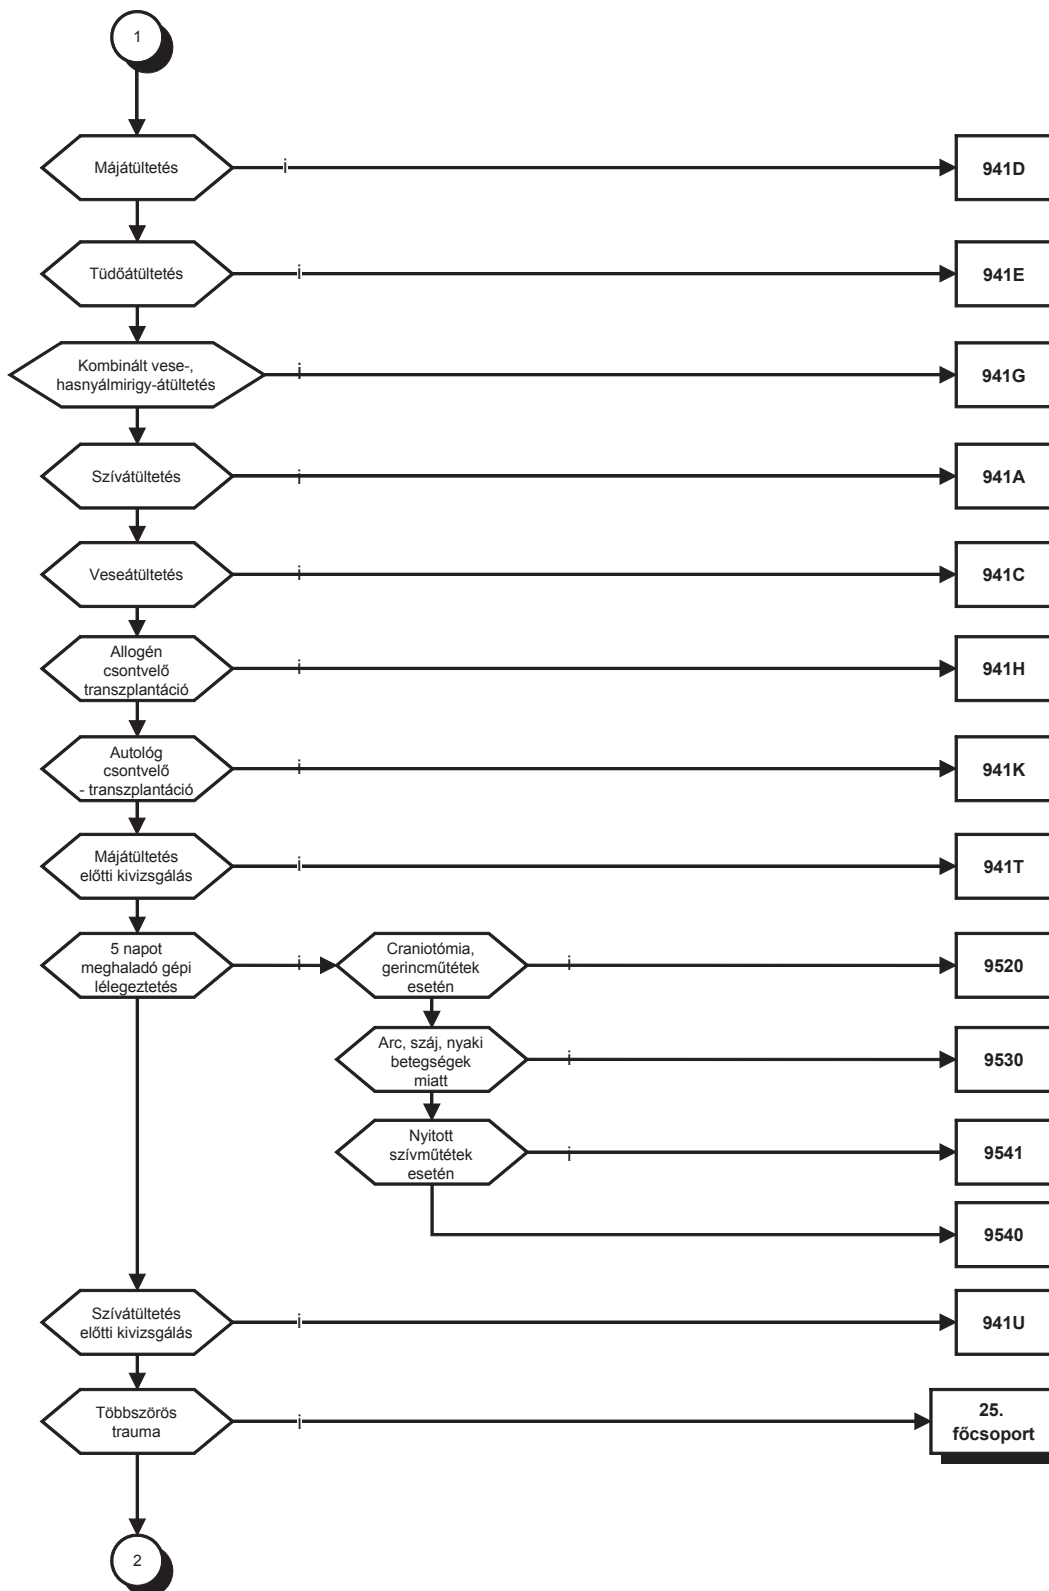 1
Májátültetés
i
941D
Tüdőátültetés
i
941E
Kombinált vese-,
hasnyálmirigy-átültetés
i
941G
Szívátültetés
i
941A
Veseátültetés
i
941C
Allogén
csontvelő
transzplantáció
i
941H
Autológ
csontvelő
- transzplantáció
i
941K
Májátültetés
előtti kivizsgálás
i
941T
5 napot
meghaladó gépi
lélegeztetés
i
Craniotómia,
gerincműtétek
esetén
i
9520
Arc, száj, nyaki
betegségek
miatt
i
9530
Nyitott
szívműtétek
esetén
i
9541
9540
Szívátültetés
előtti kivizsgálás
i
941U
Többszörös
trauma
i
25.
főcsoport
2